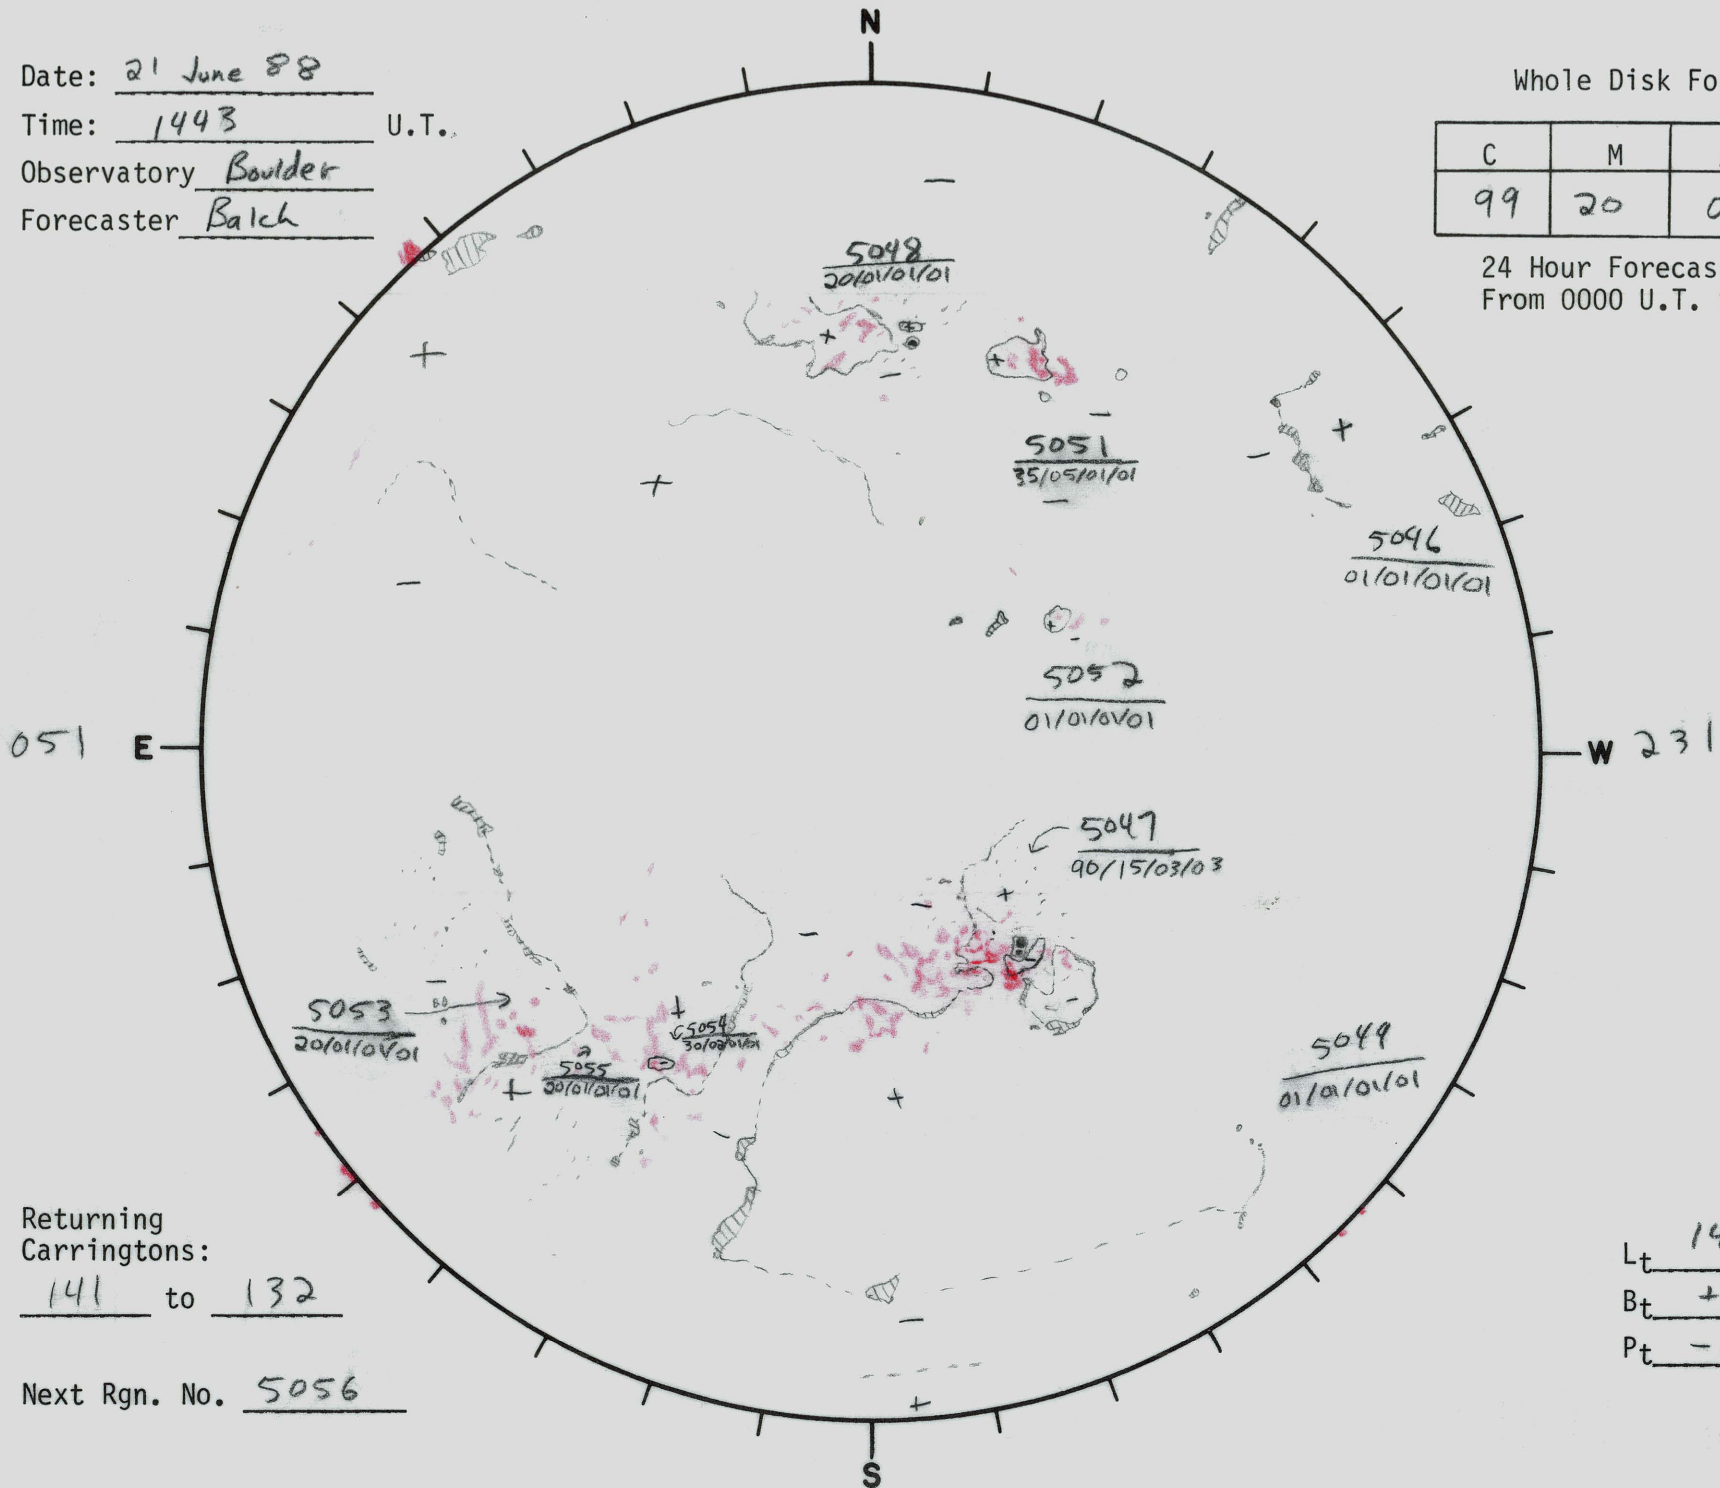 N
Date: 21 June 88
Time: 1443 U.T.
Observatory Boulder
Forecaster Balch
Whole Disk Fo
C M
99 20
24 Hour Forecas
From 0000 U.T.
5048
20/01/01/01
5051
35/05/01/01
5046
01/01/01/01
5052
01/01/01/01
051 E
W 231
5047
90/15/03/03
5053
20/01/01/01
5054
30/02/01/01
5055
20/01/01/01
5049
01/01/01/01
Returning
Carringtons:
141 to 132
Next Rgn. No. 5056
Lt 14
Bt +
Pt -
S